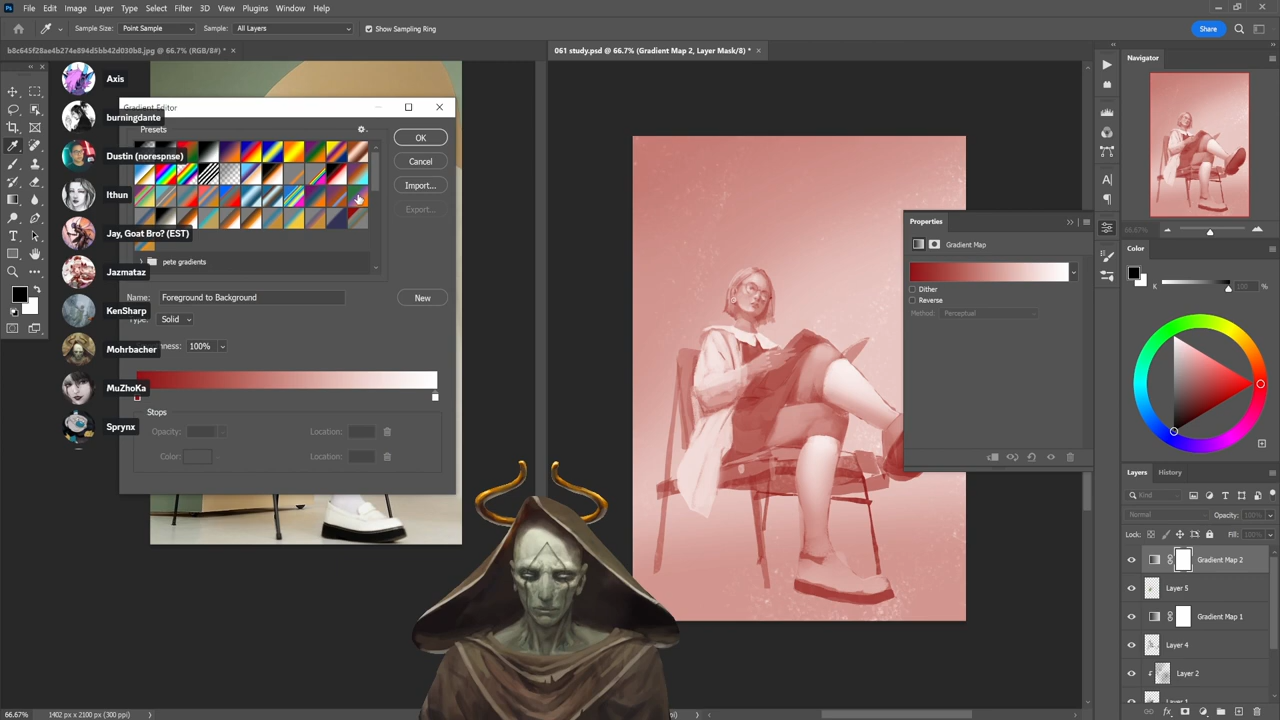 Ps File Edit Image Layer Type Select Filter 3D View Plugins Window Help
Sample Size: Point Sample Sample: All Layers Show Sampling Ring Share
b8c645f28ae4b274e894d5bb42d030b8.jpg @ 66.7% (RGB/8#) * ×
061 study.psd @ 66.7% (Gradient Map 2, Layer Mask/8) * ×
Navigator
66.67%
Axis
burningdante
Dustin (norespnse)
Ithun
Jay, Goat Bro? (EST)
Jazmataz
KenSharp
Mohrbacher
MuZhoKa
Sprynx
Gradient Editor
Presets
OK
Cancel
Import...
Export...
pete gradients
Name: Foreground to Background
New
Type: Solid
100%
Stops
Opacity: Location:
Color: Location:
Properties
Gradient Map
Dither
Reverse
Method: Perceptual
Color
K 100 %
Layers History
Kind
Normal Opacity: 100%
Lock: Fill: 100%
Gradient Map 2
Layer 5
Gradient Map 1
Layer 4
Layer 2
Layer 1
66.67% 1402 px x 2100 px (300 ppi)